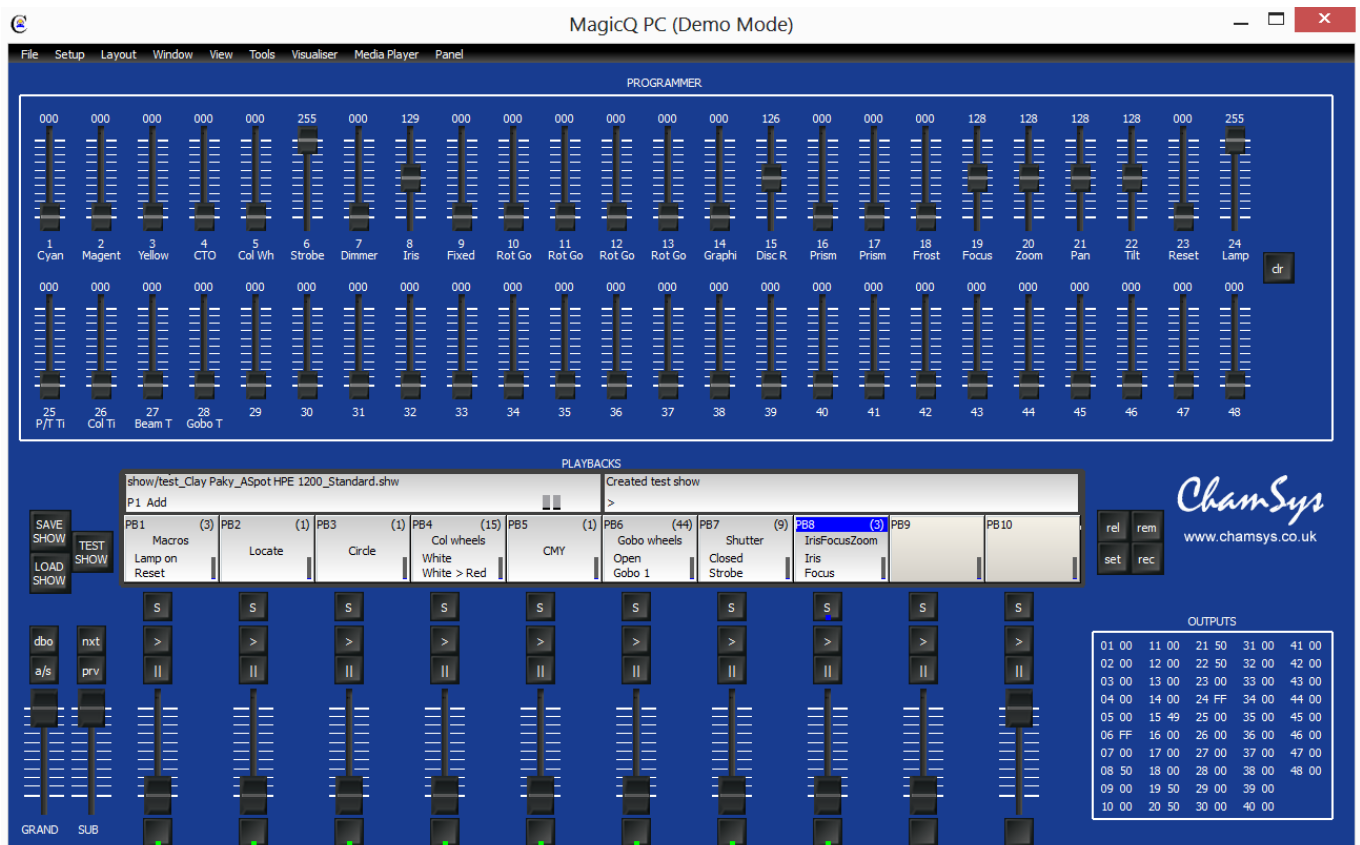 MagicQ PC (Demo Mode)
File Setup Layout Window View Tools Visualiser Media Player Panel
PROGRAMMER
000 000 000 000 000 255 000 129 000 000 000 000 000 000 126 000 000 000 128 128 128 128 000 255
1 2 3 4 5 6 7 8 9 10 11 12 13 14 15 16 17 18 19 20 21 22 23 24
Cyan Magent Yellow CTO Col Wh Strobe Dimmer Iris Fixed Rot Go Rot Go Rot Go Rot Go Graphi Disc R Prism Prism Frost Focus Zoom Pan Tilt Reset Lamp
clr
000 000 000 000 000 000 000 000 000 000 000 000 000 000 000 000 000 000 000 000 000 000 000 000
25 26 27 28 29 30 31 32 33 34 35 36 37 38 39 40 41 42 43 44 45 46 47 48
P/T Ti Col Ti Beam T Gobo T
PLAYBACKS
show/test_Clay Paky_ASpot HPE 1200_Standard.shw Created test show
P1 Add >
PB1 (3) PB2 (1) PB3 (1) PB4 (15) PB5 (1) PB6 (44) PB7 (9) PB8 (3) PB9 PB10
Macros Col wheels Gobo wheels Shutter IrisFocusZoom
Locate Circle CMY
Lamp on White Open Closed Iris
Reset White > Red Gobo 1 Strobe Focus
SAVE
SHOW
TEST
SHOW
LOAD
SHOW
rel rem
set rec
ChamSys
www.chamsys.co.uk
S S S S S S S S S S
dbo nxt > > > > > > > > > >
a/s prv || || || || || || || || || ||
GRAND SUB
OUTPUTS
01 00 11 00 21 50 31 00 41 00
02 00 12 00 22 50 32 00 42 00
03 00 13 00 23 00 33 00 43 00
04 00 14 00 24 FF 34 00 44 00
05 00 15 49 25 00 35 00 45 00
06 FF 16 00 26 00 36 00 46 00
07 00 17 00 27 00 37 00 47 00
08 50 18 00 28 00 38 00 48 00
09 00 19 50 29 00 39 00
10 00 20 50 30 00 40 00